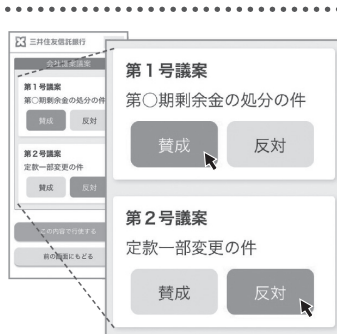 三井住友信託銀行
会社提案議案
第1号議案
第○期剰余金の処分の件
賛成 反対
第2号議案
定款一部変更の件
賛成 反対
この内容で行使する
前の画面にもどる
第1号議案
第○期剰余金の処分の件
賛成 反対
第2号議案
定款一部変更の件
賛成 反対